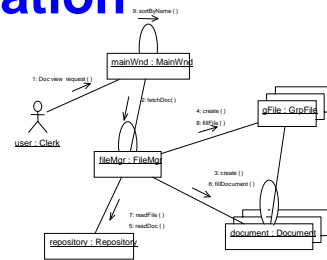 ation
9: sortByName ( )
mainWnd : MainWnd
1: Doc view request ( )
2: fetchDoc( )
4: create ( )
8: fillFile ( )
gFile : GrpFile
user : Clerk
fileMgr : FileMgr
3: create ( )
6: fillDocument ( )
7: readFile ( )
5: readDoc ( )
repository : Repository
document : Document